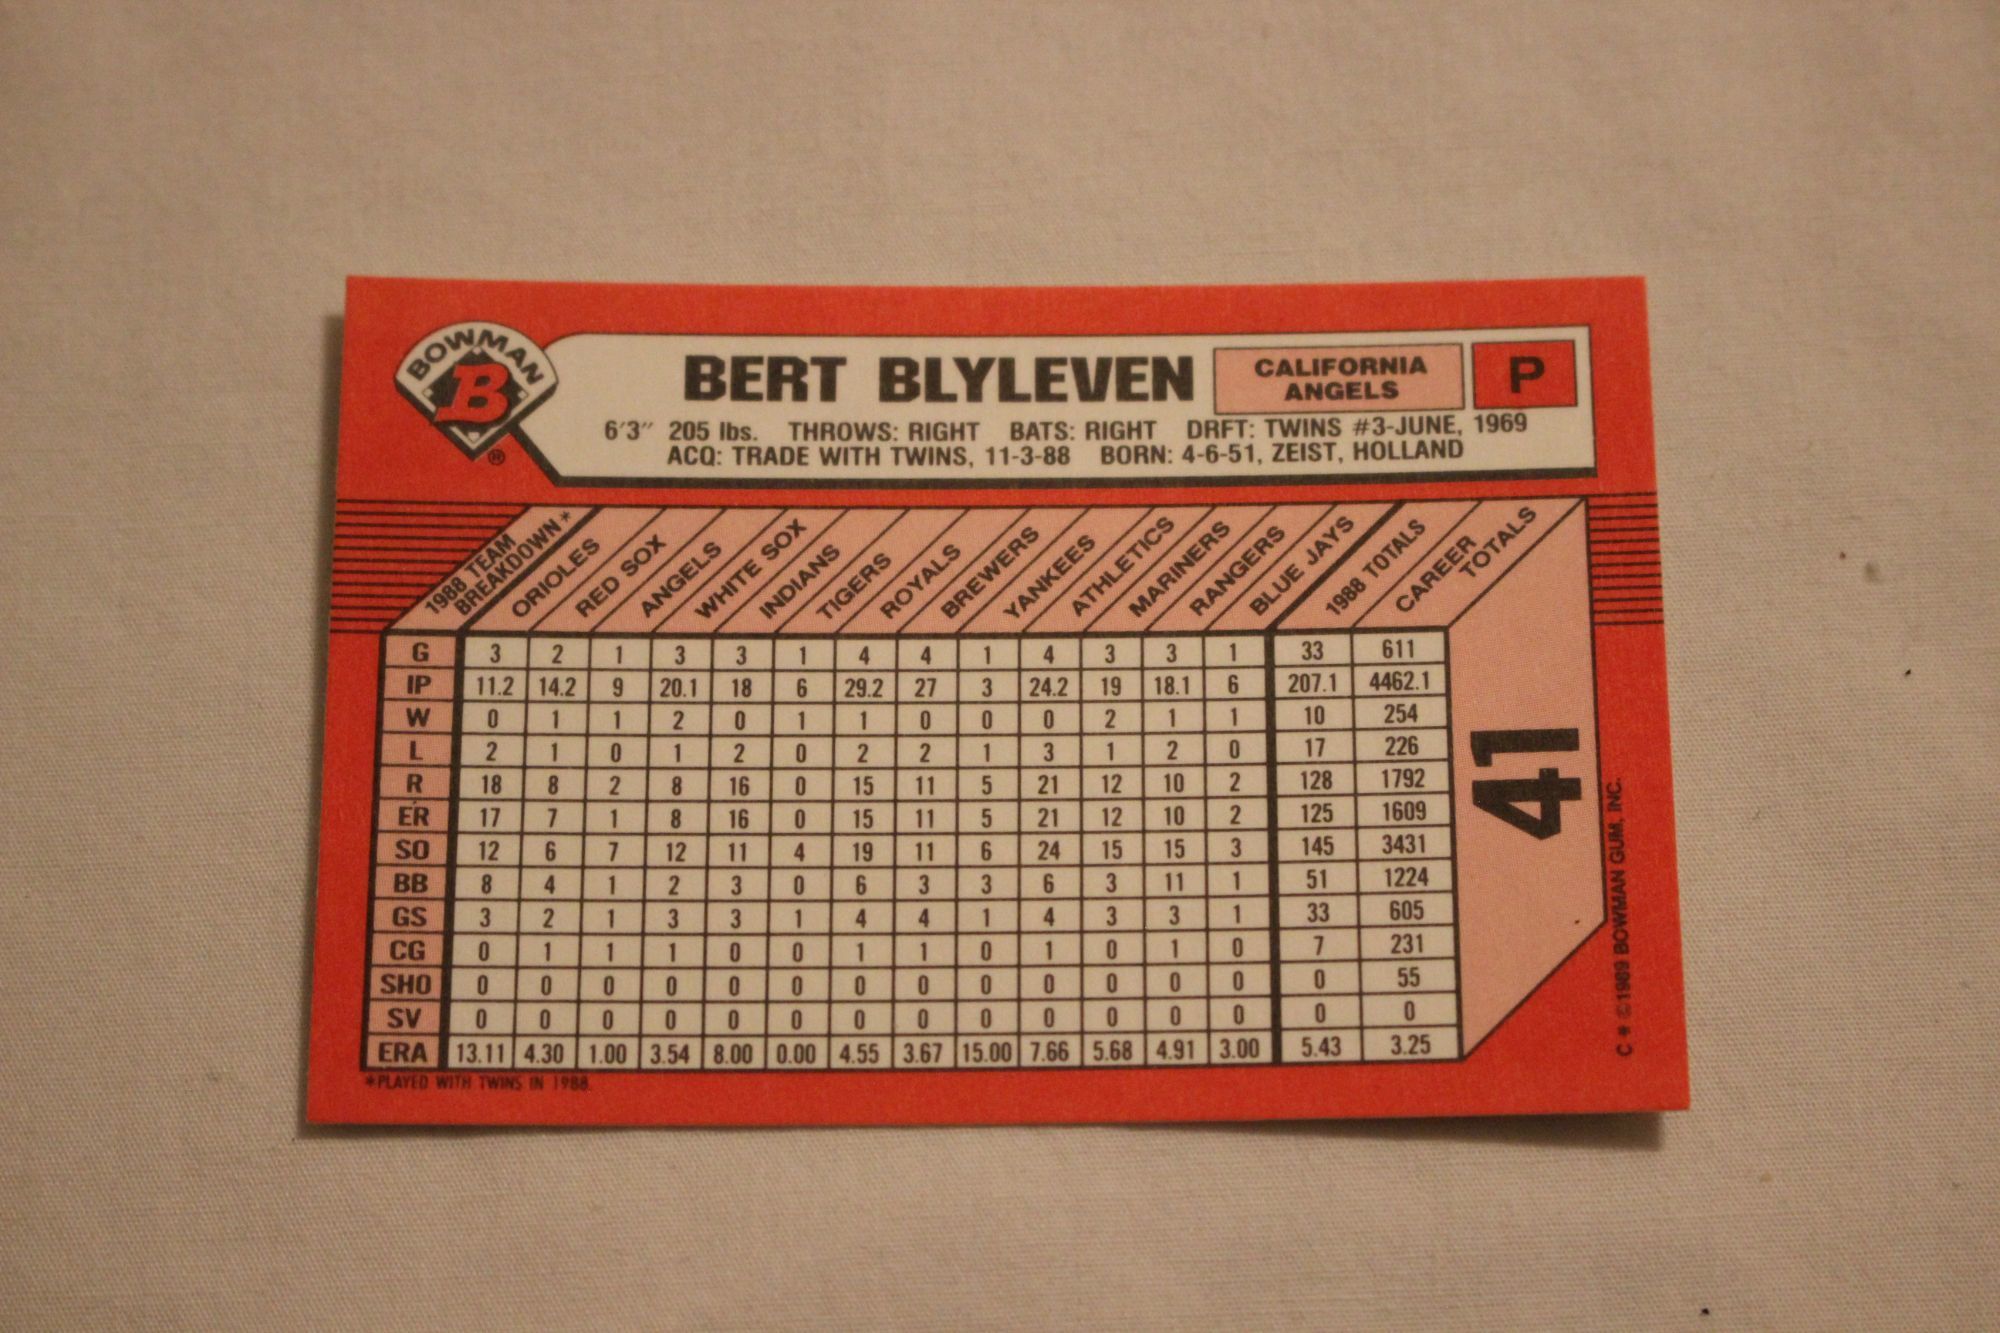 BOWMAN
B
®
BERT BLYLEVEN
CALIFORNIA
ANGELS
P
6'3" 205 lbs. THROWS: RIGHT BATS: RIGHT DRFT: TWINS #3-JUNE, 1969
ACQ: TRADE WITH TWINS, 11-3-88 BORN: 4-6-51, ZEIST, HOLLAND
1988 TEAM BREAKDOWN* ORIOLES RED SOX ANGELS WHITE SOX INDIANS TIGERS ROYALS BREWERS YANKEES ATHLETICS MARINERS RANGERS BLUE JAYS 1988 TOTALS CAREER TOTALS
G 3 2 1 3 3 1 4 4 1 4 3 3 1 33 611
IP 11.2 14.2 9 20.1 18 6 29.2 27 3 24.2 19 18.1 6 207.1 4462.1
W 0 1 1 2 0 1 1 0 0 0 2 1 1 10 254
L 2 1 0 1 2 0 2 2 1 3 1 2 0 17 226
R 18 8 2 8 16 0 15 11 5 21 12 10 2 128 1792
ER 17 7 1 8 16 0 15 11 5 21 12 10 2 125 1609
SO 12 6 7 12 11 4 19 11 6 24 15 15 3 145 3431
BB 8 4 1 2 3 0 6 3 3 6 3 11 1 51 1224
GS 3 2 1 3 3 1 4 4 1 4 3 3 1 33 605
CG 0 1 1 1 0 0 1 1 0 1 0 1 0 7 231
SHO 0 0 0 0 0 0 0 0 0 0 0 0 0 0 55
SV 0 0 0 0 0 0 0 0 0 0 0 0 0 0 0
ERA 13.11 4.30 1.00 3.54 8.00 0.00 4.55 3.67 15.00 7.66 5.68 4.91 3.00 5.43 3.25
*PLAYED WITH TWINS IN 1988.
41
C * © 1989 BOWMAN GUM, INC.